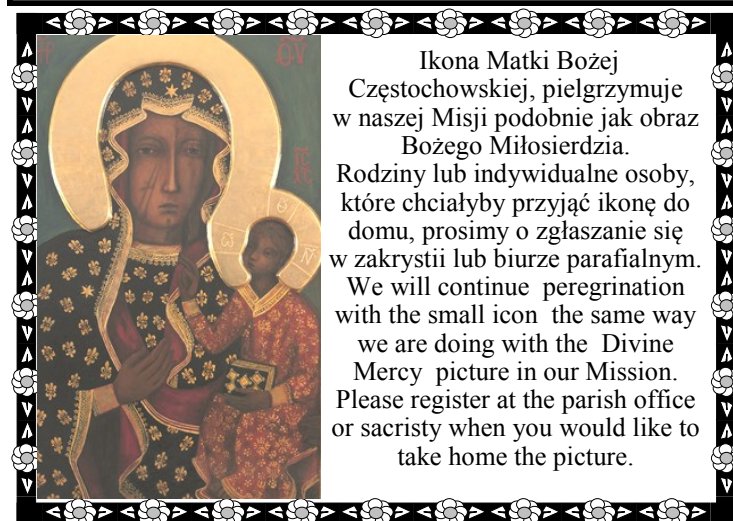 Ikona Matki Bożej
Częstochowskiej, pielgrzymuje
w naszej Misji podobnie jak obraz
Bożego Miłosierdzia.
Rodziny lub indywidualne osoby,
które chciałyby przyjąć ikonę do
domu, prosimy o zgłaszanie się
w zakrystii lub biurze parafialnym.
We will continue peregrination
with the small icon the same way
we are doing with the Divine
Mercy picture in our Mission.
Please register at the parish office
or sacristy when you would like to
take home the picture.